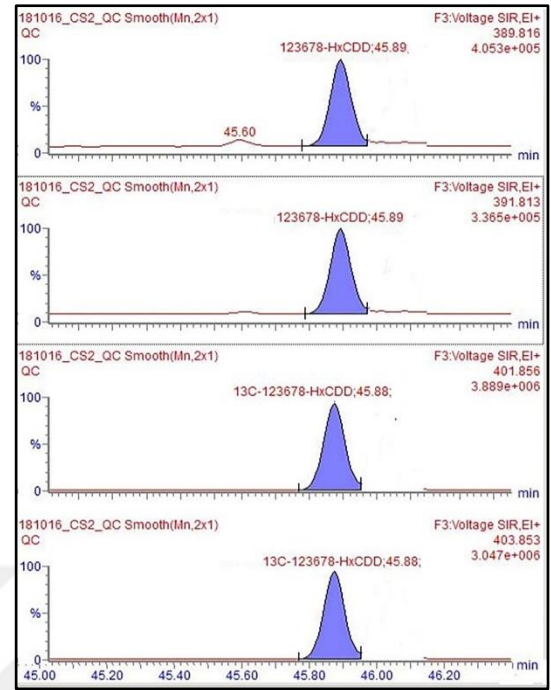 181016_CS2_QC Smooth(Mn,2x1) F3:Voltage SIR,EI+
QC 389.816
123678-HxCDD;45.89 4.053e+005
100
%
45.60
0
min
181016_CS2_QC Smooth(Mn,2x1) F3:Voltage SIR,EI+
QC 391.813
123678-HxCDD;45.89 3.365e+005
100
%
0
min
181016_CS2_QC Smooth(Mn,2x1) F3:Voltage SIR,EI+
QC 401.856
13C-123678-HxCDD;45.88; 3.889e+006
100
%
0
min
181016_CS2_QC Smooth(Mn,2x1) F3:Voltage SIR,EI+
QC 403.853
13C-123678-HxCDD;45.88; 3.047e+006
100
%
0
min
45.00 45.20 45.40 45.60 45.80 46.00 46.20